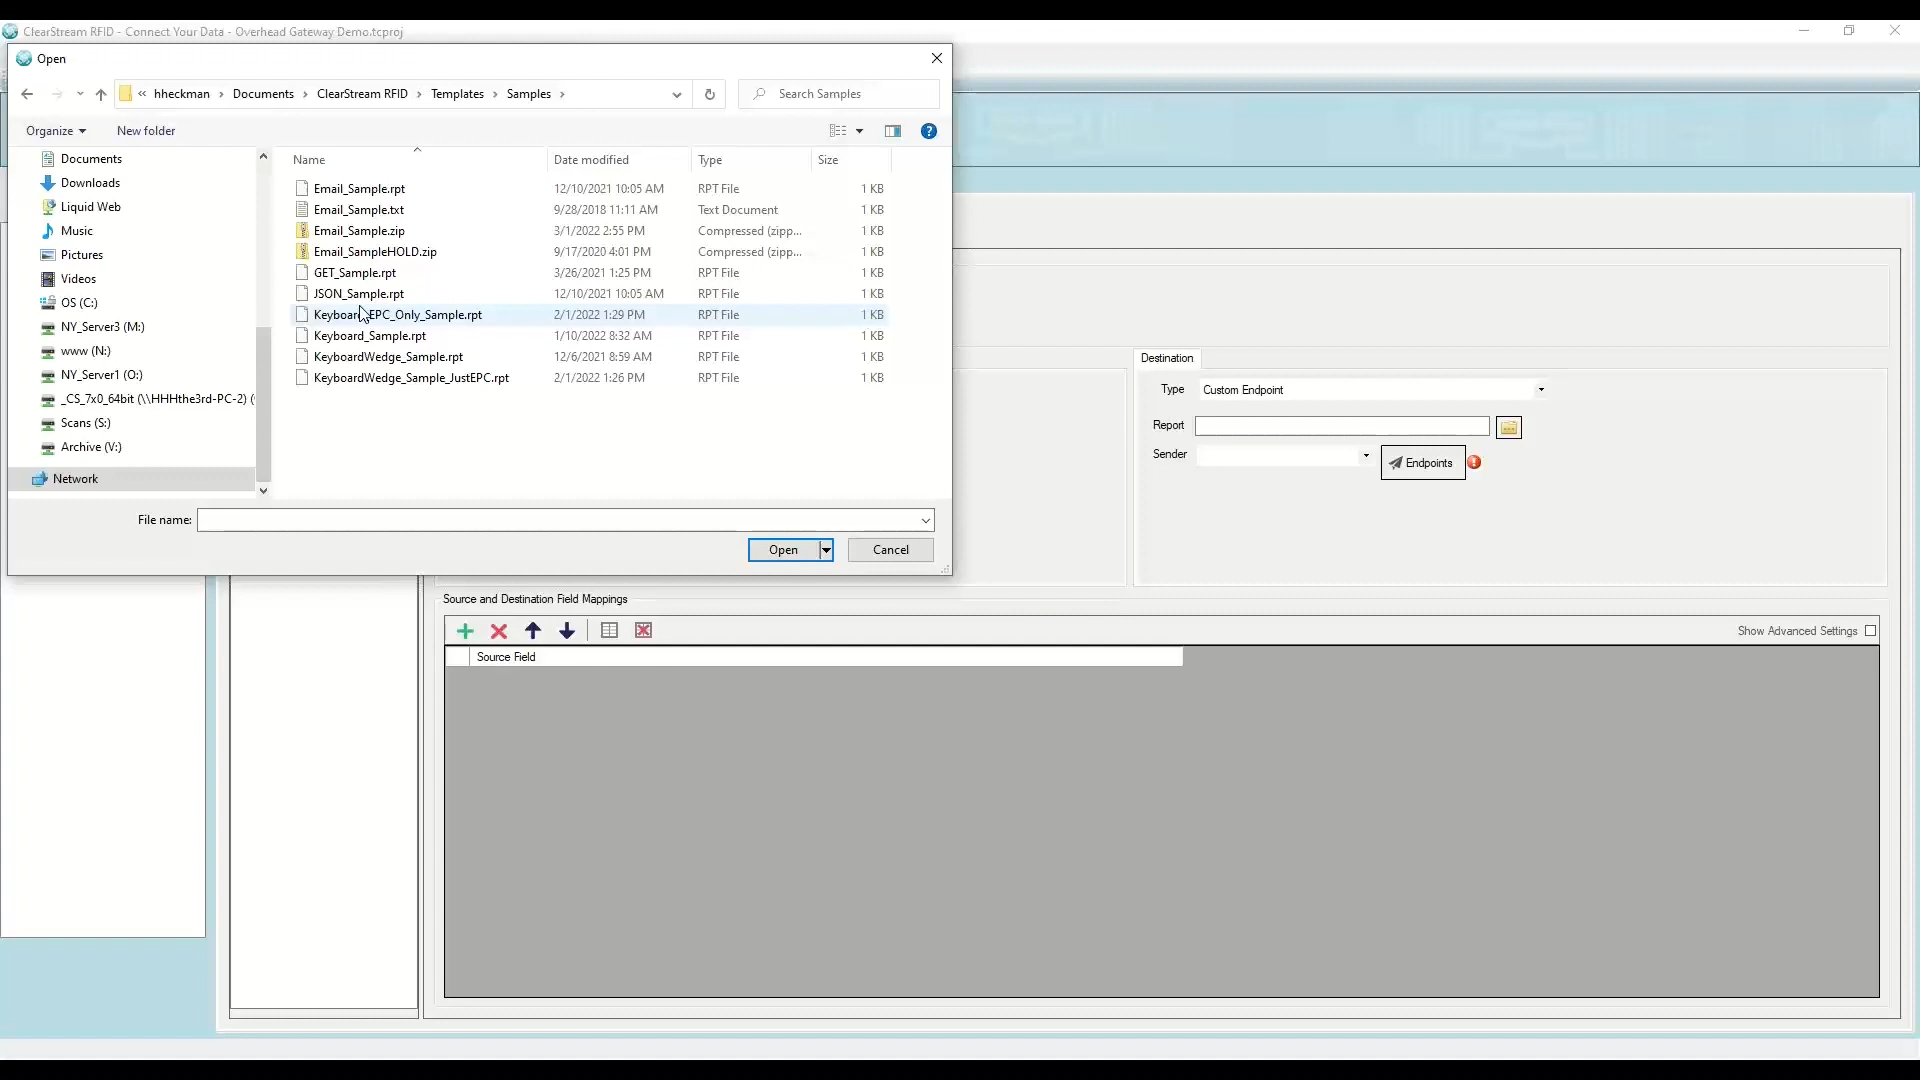 ClearStream RFID - Connect Your Data - Overhead Gateway Demo.tcproj
Open
« hheckman › Documents › ClearStream RFID › Templates › Samples ›
Search Samples
Organize
New folder
Documents
Downloads
Liquid Web
Music
Pictures
Videos
OS (C:)
NY_Server3 (M:)
www (N:)
NY_Server1 (O:)
_CS_7x0_64bit (\\HHHthe3rd-PC-2) (
Scans (S:)
Archive (V:)
Network
Name Date modified Type Size
Email_Sample.rpt 12/10/2021 10:05 AM RPT File 1 KB
Email_Sample.txt 9/28/2018 11:11 AM Text Document 1 KB
Email_Sample.zip 3/1/2022 2:55 PM Compressed (zipp... 1 KB
Email_SampleHOLD.zip 9/17/2020 4:01 PM Compressed (zipp... 1 KB
GET_Sample.rpt 3/26/2021 1:25 PM RPT File 1 KB
JSON_Sample.rpt 12/10/2021 10:05 AM RPT File 1 KB
Keyboard_EPC_Only_Sample.rpt 2/1/2022 1:29 PM RPT File 1 KB
Keyboard_Sample.rpt 1/10/2022 8:32 AM RPT File 1 KB
KeyboardWedge_Sample.rpt 12/6/2021 8:59 AM RPT File 1 KB
KeyboardWedge_Sample_JustEPC.rpt 2/1/2022 1:26 PM RPT File 1 KB
File name:
Open
Cancel
Destination
Type Custom Endpoint
Report
Sender
Endpoints
Source and Destination Field Mappings
Show Advanced Settings
Source Field